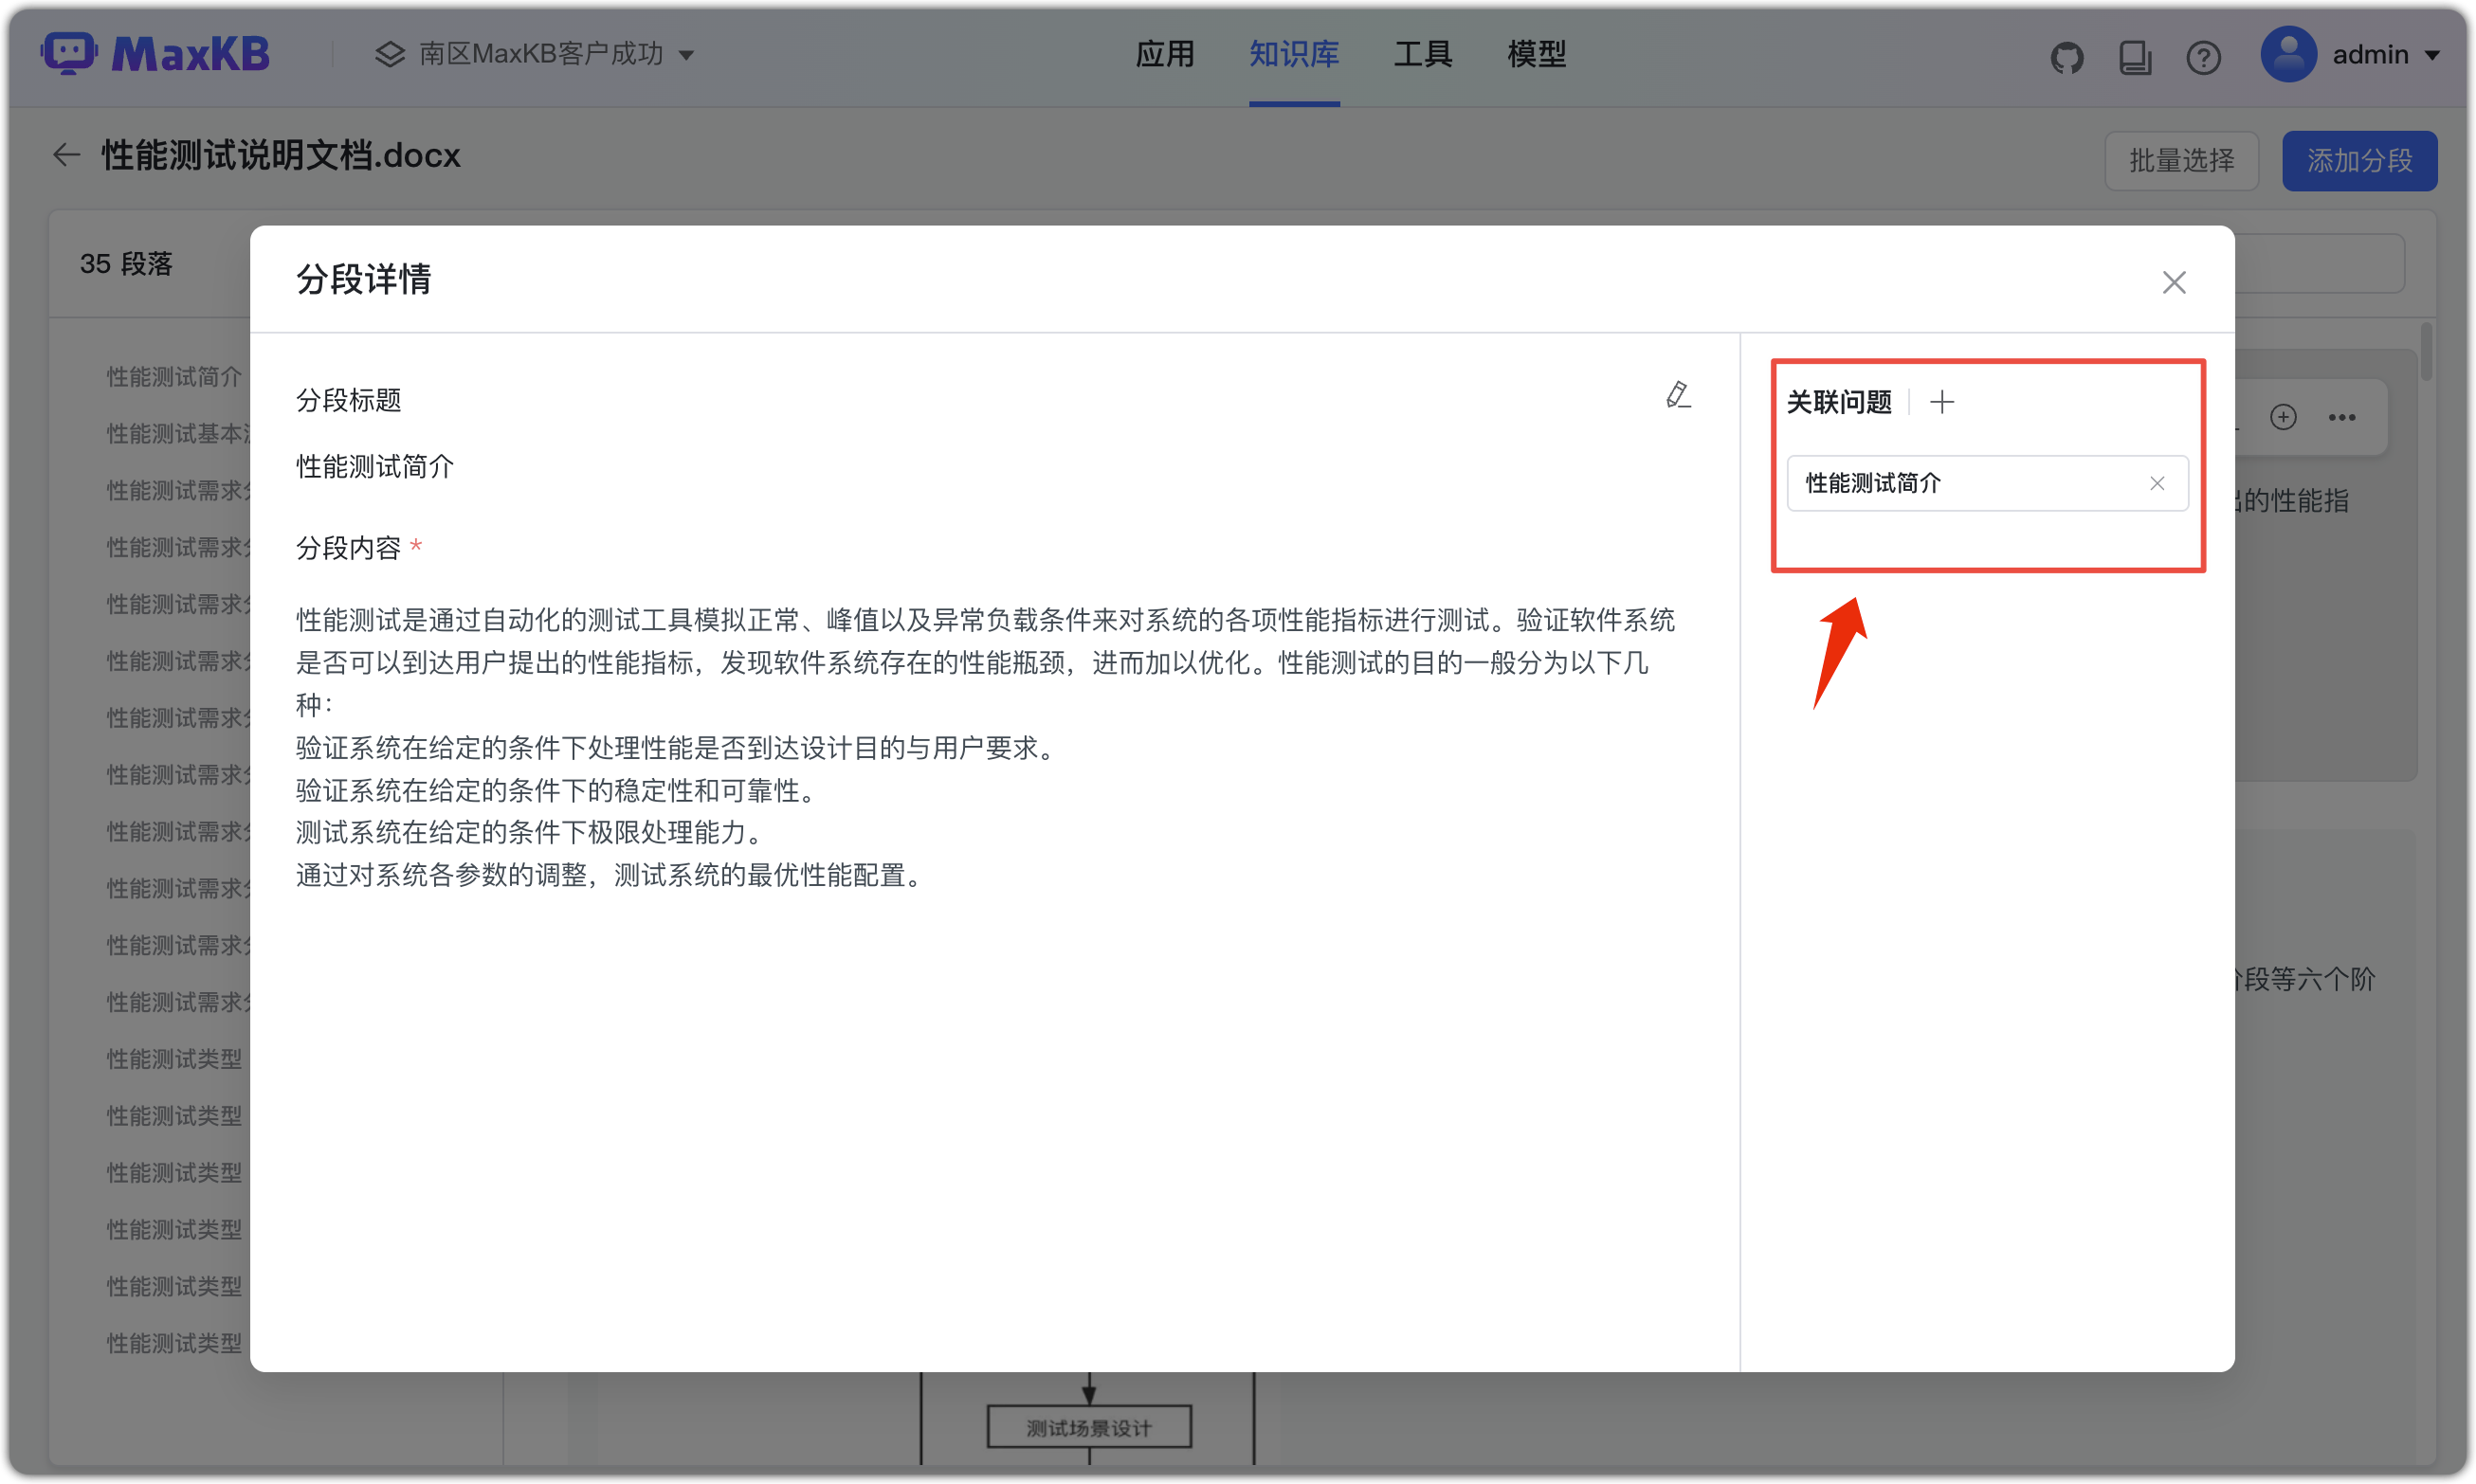 MaxKB
南区MaxKB客户成功
应用
知识库
工具
模型
admin
性能测试说明文档.docx
批量选择
添加分段
35 段落
分段详情
性能测试简介
性能测试基本
性能测试需求
性能测试需求
性能测试需求
性能测试需求
性能测试需求
性能测试需求
性能测试需求
性能测试需求
性能测试需求
性能测试需求
性能测试类型
性能测试类型
性能测试类型
性能测试类型
性能测试类型
性能测试类型
分段标题
性能测试简介
分段内容 *
性能测试是通过自动化的测试工具模拟正常、峰值以及异常负载条件来对系统的各项性能指标进行测试。验证软件系统
是否可以到达用户提出的性能指标，发现软件系统存在的性能瓶颈，进而加以优化。性能测试的目的一般分为以下几
种：
验证系统在给定的条件下处理性能是否到达设计目的与用户要求。
验证系统在给定的条件下的稳定性和可靠性。
测试系统在给定的条件下极限处理能力。
通过对系统各参数的调整，测试系统的最优性能配置。
关联问题
性能测试简介
的性能指
段等六个阶
测试场景设计